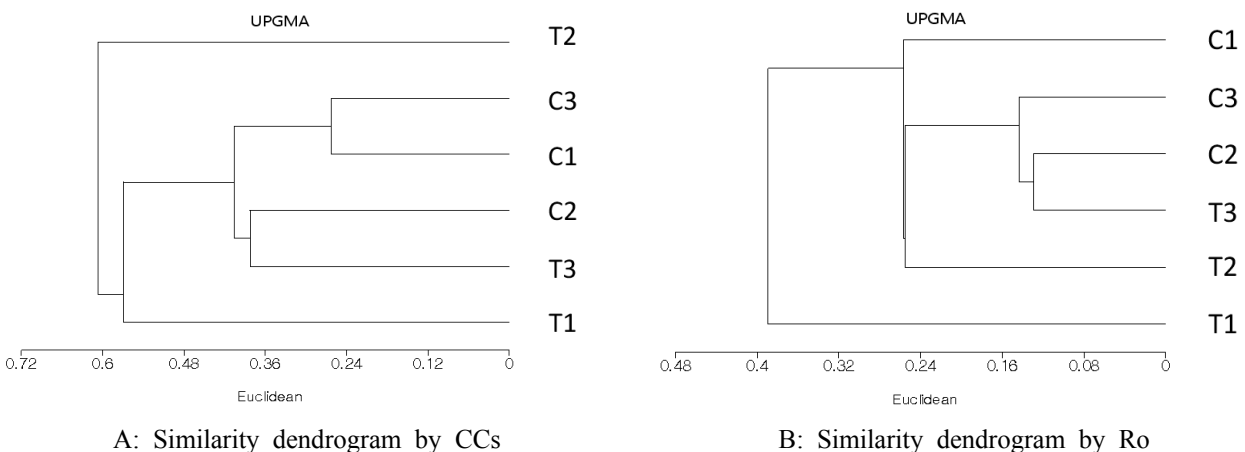 UPGMA
T2
C3
C1
C2
T3
T1
0.72 0.6 0.48 0.36 0.24 0.12 0
Euclidean
A: Similarity dendrogram by CCs
UPGMA
C1
C3
C2
T3
T2
T1
0.48 0.4 0.32 0.24 0.16 0.08 0
Euclidean
B: Similarity dendrogram by Ro